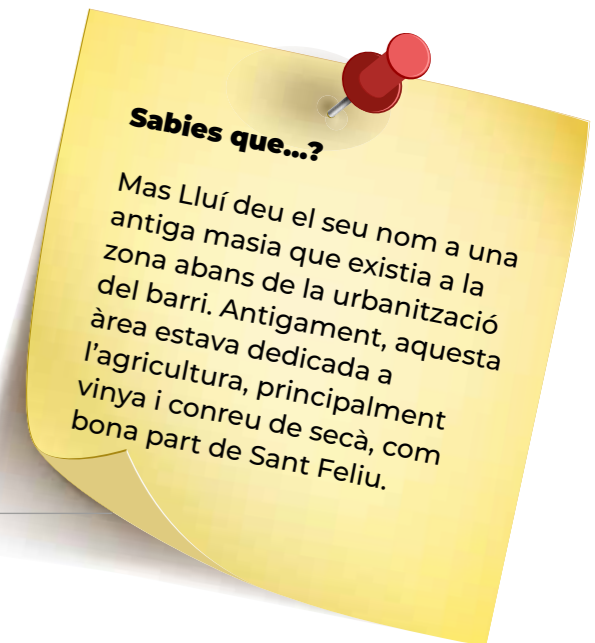 Sabies que...?
Mas Lluí deu el seu nom a una
antiga masia que existia a la
zona abans de la urbanització
del barri. Antigament, aquesta
àrea estava dedicada a
l’agricultura, principalment
vinya i conreu de secà, com
bona part de Sant Feliu.